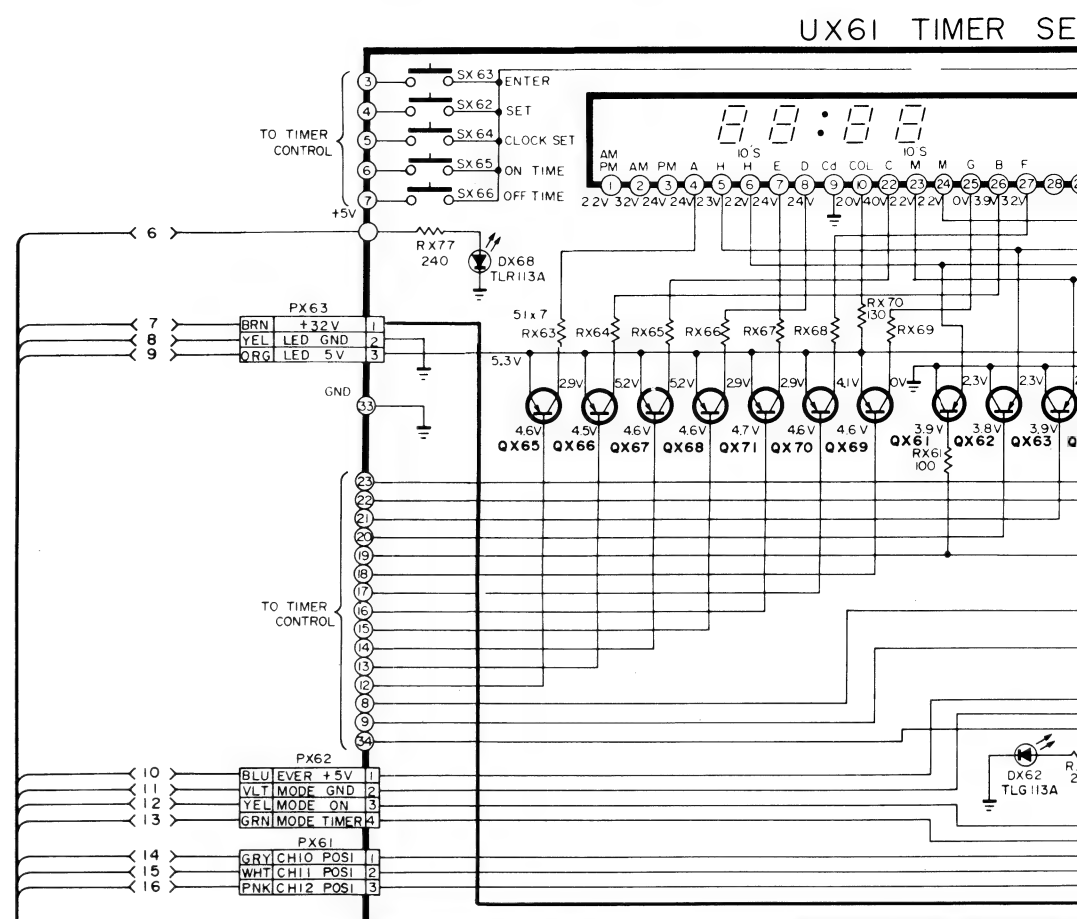 UX61 TIMER SE
3 SX63 ENTER
4 SX62 SET
5 SX64 CLOCK SET
6 SX65 ON TIME
7 SX66 OFF TIME
TO TIMER
CONTROL
+5V
88:88
10'S 10'S
AM
PM AM PM A H H E D Cd COL C M M G B F
1 2 3 4 5 6 7 8 9 10 22 23 24 25 26 27 28
2.2V 32V 24V 24V 23V 22V 24V 24V 20V 40V 22V 2.2V 0V 3.9V 32V
6
RX77
240
DX68
TLR113A
PX63
7 BRN +32V 1
8 YEL LED GND 2
9 ORG LED 5V 3
51x7
RX63 RX64 RX65 RX66 RX67 RX68 RX70
130
RX69
5.3V
GND
33
2.9V 5.2V 5.2V 2.9V 2.9V 4.1V 0V 2.3V 2.3V
4.6V 4.5V 4.6V 4.6V 4.7V 4.6V 4.6V 3.9V 3.8V 3.9V
QX65 QX66 QX67 QX68 QX71 QX70 QX69 QX61 QX62 QX63
RX61
100
23
22
21
20
19
18
17
16
15
14
13
12
8
9
34
TO TIMER
CONTROL
PX62
10 BLU EVER +5V 1
11 VLT MODE GND 2
12 YEL MODE ON 3
13 GRN MODE TIMER 4
DX62
TLG113A
PX61
14 GRY CH10 POSI 1
15 WHT CH11 POSI 2
16 PNK CH12 POSI 3